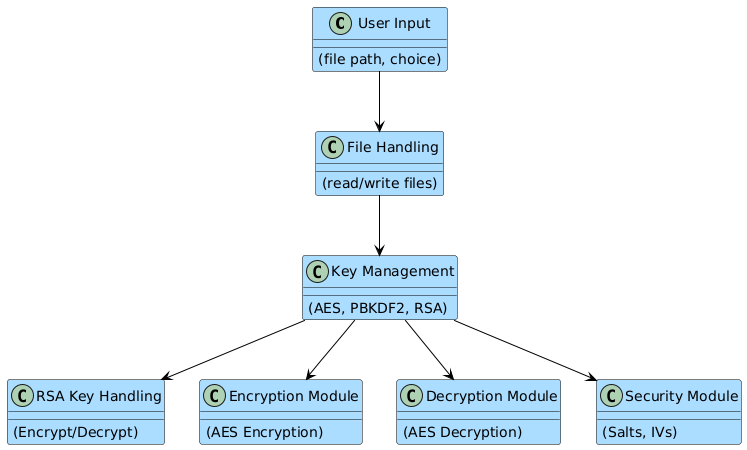 C User Input
(file path, choice)
C File Handling
(read/write files)
C Key Management
(AES, PBKDF2, RSA)
C RSA Key Handling
(Encrypt/Decrypt)
C Encryption Module
(AES Encryption)
C Decryption Module
(AES Decryption)
C Security Module
(Salts, IVs)